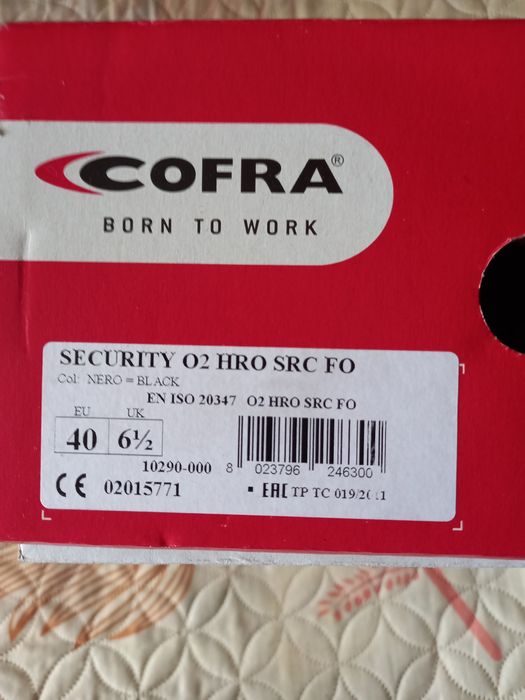 COFRA®
BORN TO WORK
SECURITY O2 HRO SRC FO
Col: NERO = BLACK
EN ISO 20347 O2 HRO SRC FO
EU UK
40 6½
10290-000 8 023796 246300
CE 02015771 ▪ EAC TP TC 019/2011